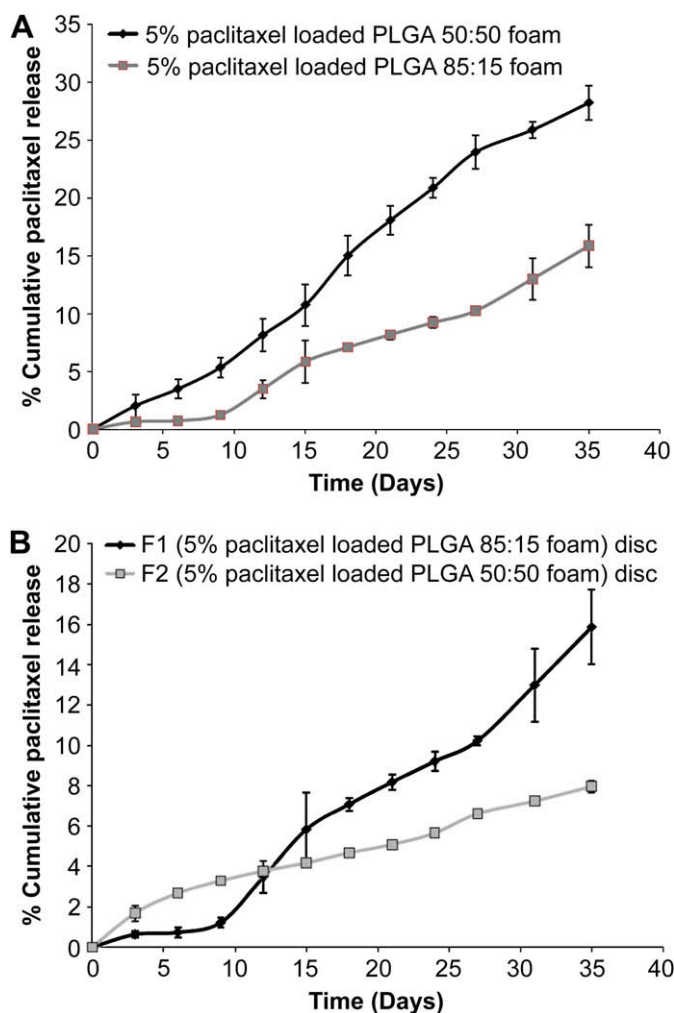 A
35
30
25
20
15
10
5
0
% Cumulative paclitaxel release
5% paclitaxel loaded PLGA 50:50 foam
5% paclitaxel loaded PLGA 85:15 foam
0 5 10 15 20 25 30 35 40
Time (Days)
B
20
18
16
14
12
10
8
6
4
2
0
% Cumulative paclitaxel release
F1 (5% paclitaxel loaded PLGA 85:15 foam) disc
F2 (5% paclitaxel loaded PLGA 50:50 foam) disc
0 5 10 15 20 25 30 35 40
Time (Days)